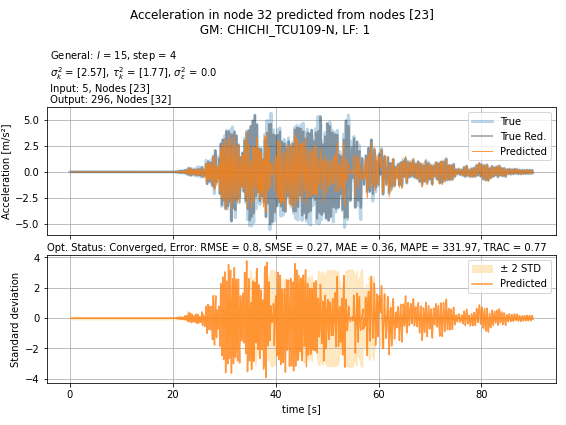 Acceleration in node 32 predicted from nodes [23]
GM: CHICHI_TCU109-N, LF: 1
General: l = 15, step = 4
σ²ₖ = [2.57], τ²ₖ = [1.77], σ²ε = 0.0
Input: 5, Nodes [23]
Output: 296, Nodes [32]
5.0
2.5
0.0
−2.5
−5.0
Acceleration [m/s²]
True
True Red.
Predicted
Opt. Status: Converged, Error: RMSE = 0.8, SMSE = 0.27, MAE = 0.36, MAPE = 331.97, TRAC = 0.77
4
2
0
−2
−4
Standard deviation
± 2 STD
Predicted
0 20 40 60 80
time [s]